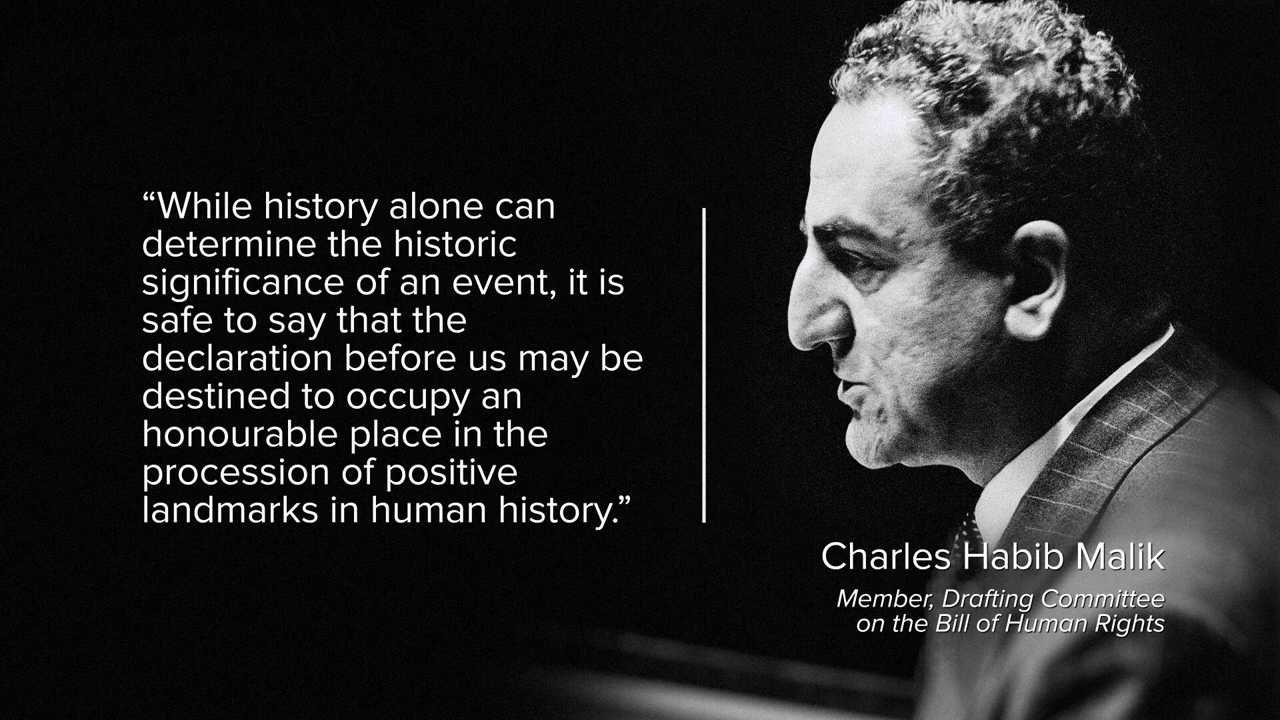 “While history alone can
determine the historic
significance of an event, it is
safe to say that the
declaration before us may be
destined to occupy an
honourable place in the
procession of positive
landmarks in human history.”
Charles Habib Malik
Member, Drafting Committee
on the Bill of Human Rights